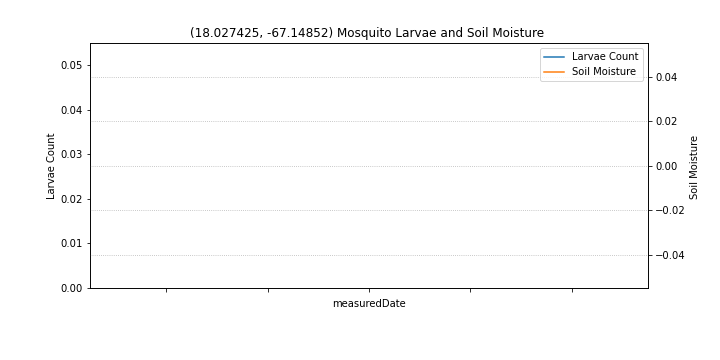 (18.027425, -67.14852) Mosquito Larvae and Soil Moisture
Larvae Count
Soil Moisture
0.05
0.04
0.03
0.02
0.01
0.00
Larvae Count
0.04
0.02
0.00
−0.02
−0.04
Soil Moisture
measuredDate